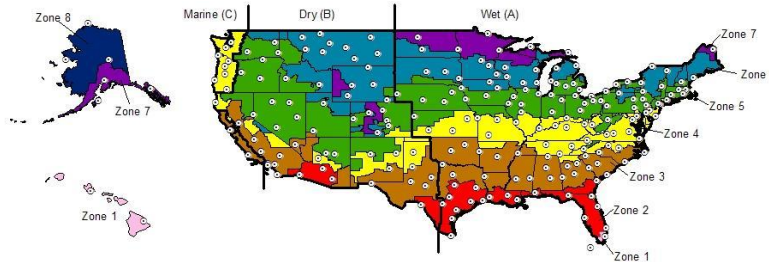 Marine (C)
Dry (B)
Wet (A)
Zone 8
Zone 7
Zone 7
Zone
Zone 5
Zone 4
Zone 3
Zone 2
Zone 1
Zone 1